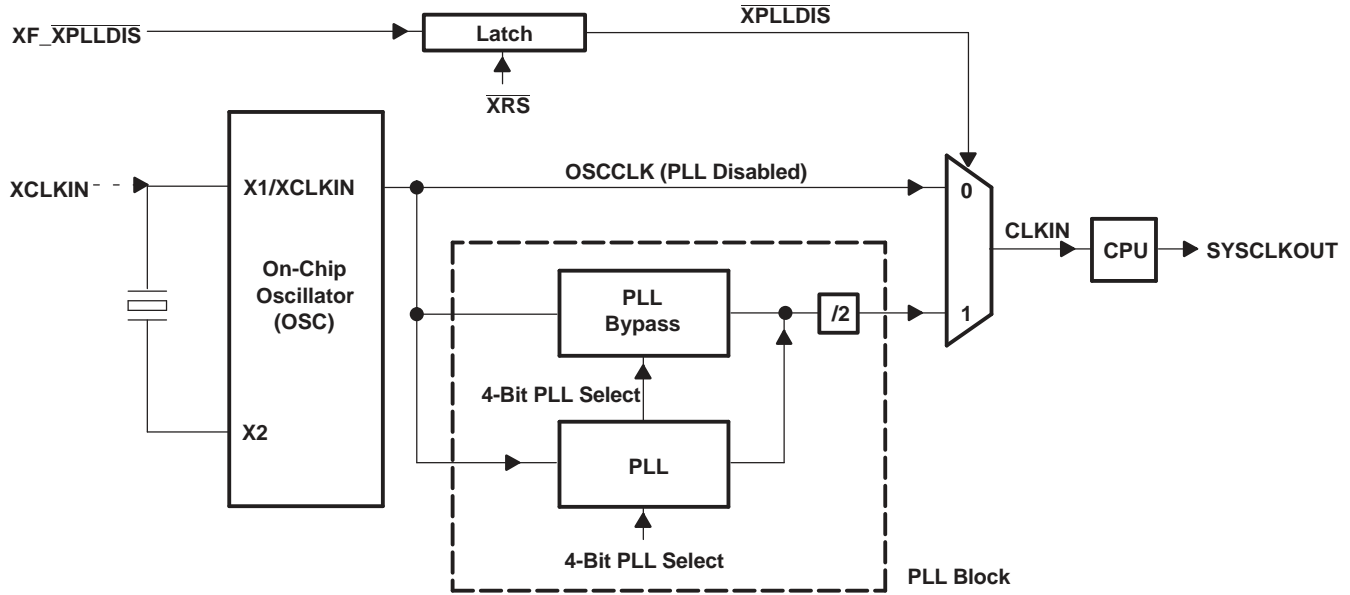 XPLLDIS
XF_XPLLDIS
Latch
XRS
XCLKIN
X1/XCLKIN
OSCCLK (PLL Disabled)
0
On-Chip
Oscillator
(OSC)
CLKIN
CPU
SYSCLKOUT
PLL
Bypass
/2
1
4-Bit PLL Select
X2
PLL
4-Bit PLL Select
PLL Block